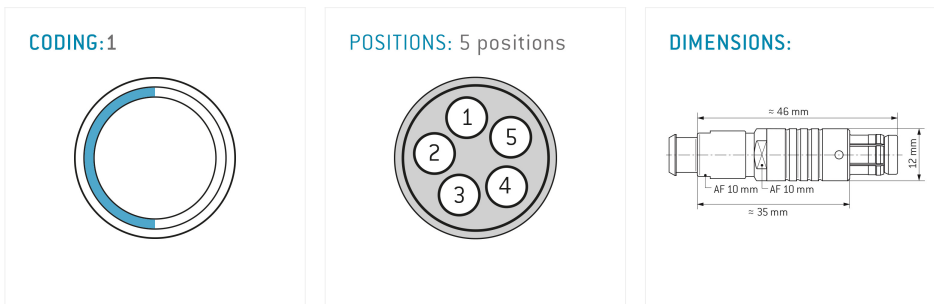 CODING:1
POSITIONS: 5 positions
1
2
5
3
4
DIMENSIONS:
≈ 46 mm
12 mm
AF 10 mm
AF 10 mm
≈ 35 mm